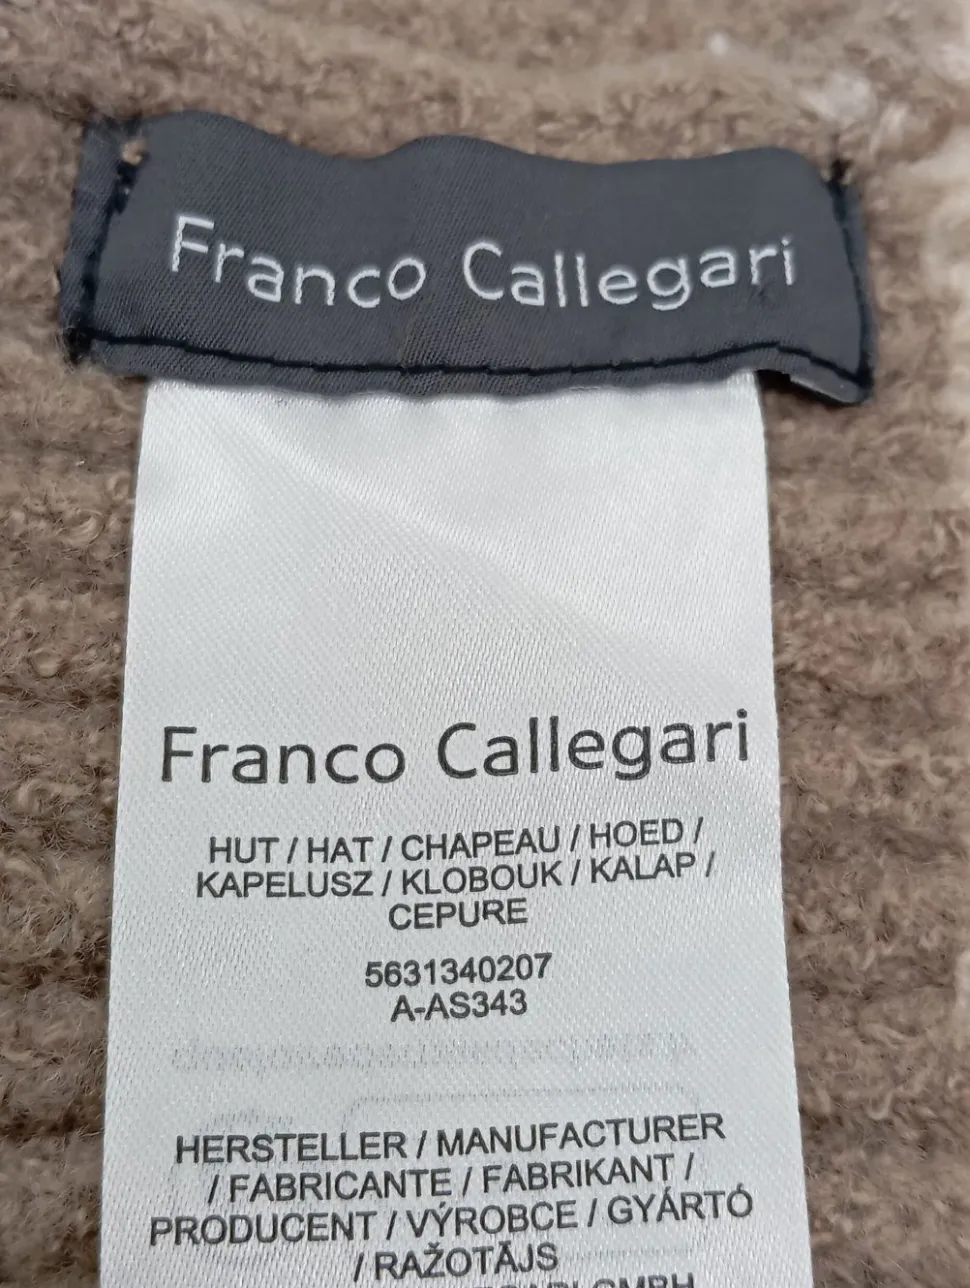 Franco Callegari
Franco Callegari
HUT / HAT / CHAPEAU / HOED /
KAPELUSZ / KLOBOUK / KALAP /
CEPURE
5631340207
A-AS343
HERSTELLER / MANUFACTURER
/ FABRICANTE / FABRIKANT /
PRODUCENT / VÝROBCE / GYÁRTÓ
/ RAŽOTĀJS
GMBH